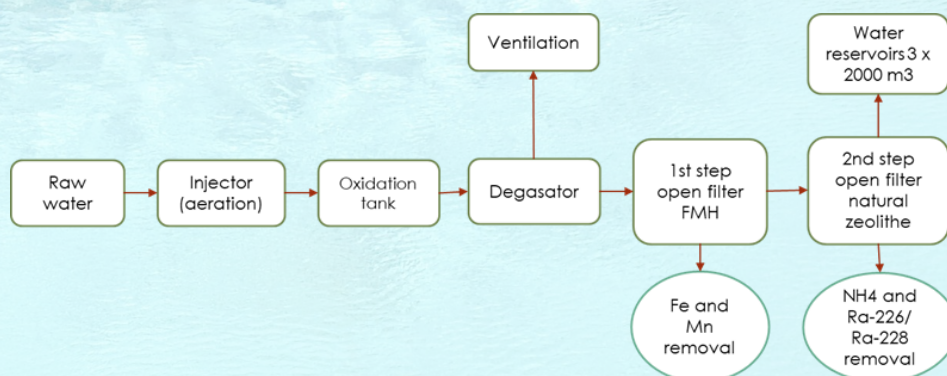 Ventilation
Water
reservoirs 3 x
2000 m3
Raw
water
Injector
(aeration)
Oxidation
tank
Degasator
1st step
open filter
FMH
2nd step
open filter
natural
zeolithe
Fe and
Mn
removal
NH4 and
Ra-226/
Ra-228
removal